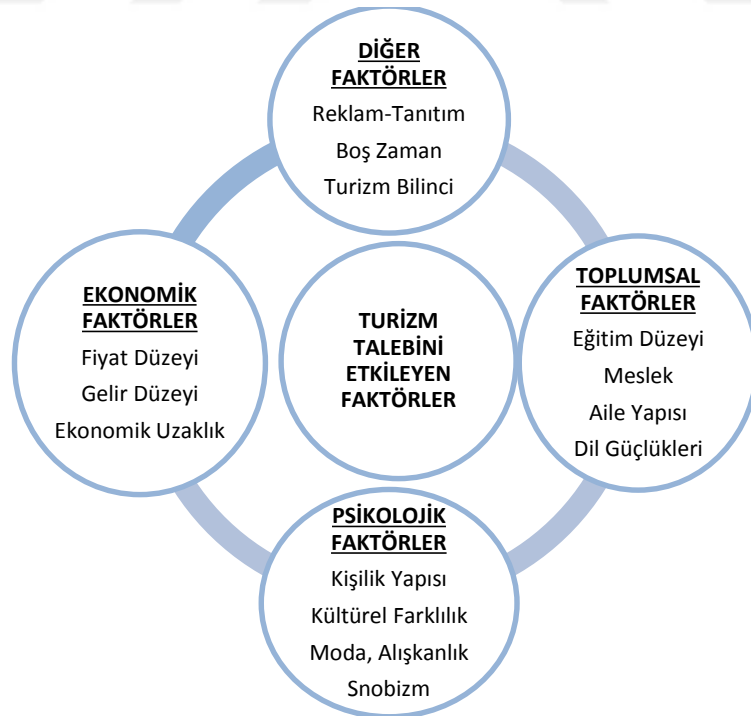 DİĞER
FAKTÖRLER
Reklam-Tanıtım
Boş Zaman
Turizm Bilinci
EKONOMİK
FAKTÖRLER
Fiyat Düzeyi
Gelir Düzeyi
Ekonomik Uzaklık
TURİZM
TALEBİNİ
ETKİLEYEN
FAKTÖRLER
TOPLUMSAL
FAKTÖRLER
Eğitim Düzeyi
Meslek
Aile Yapısı
Dil Güçlükleri
PSİKOLOJİK
FAKTÖRLER
Kişilik Yapısı
Kültürel Farklılık
Moda, Alışkanlık
Snobizm